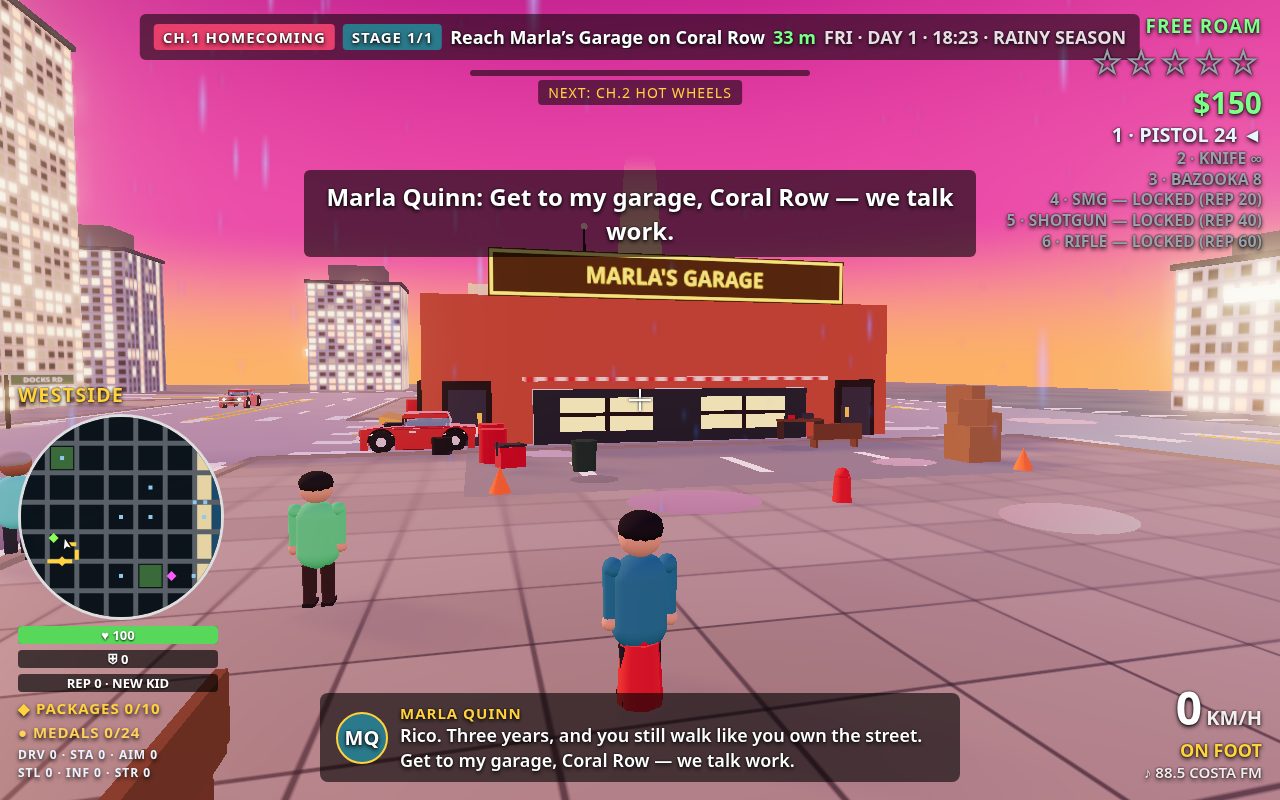 CH.1 HOMECOMING STAGE 1/1 Reach Marla’s Garage on Coral Row 33 m FRI · DAY 1 · 18:23 · RAINY SEASON
NEXT: CH.2 HOT WHEELS
FREE ROAM
☆☆☆☆☆
$150
1 · PISTOL 24 ◄
2 · KNIFE ∞
3 · BAZOOKA 8
4 · SMG — LOCKED (REP 20)
5 · SHOTGUN — LOCKED (REP 40)
6 · RIFLE — LOCKED (REP 60)
Marla Quinn: Get to my garage, Coral Row — we talk
work.
MARLA'S GARAGE
DOCKS RD
WESTSIDE
♥ 100
⛨ 0
REP 0 · NEW KID
◆ PACKAGES 0/10
● MEDALS 0/24
DRV 0 · STA 0 · AIM 0
STL 0 · INF 0 · STR 0
MQ
MARLA QUINN
Rico. Three years, and you still walk like you own the street.
Get to my garage, Coral Row — we talk work.
0 KM/H
ON FOOT
♪ 88.5 COSTA FM